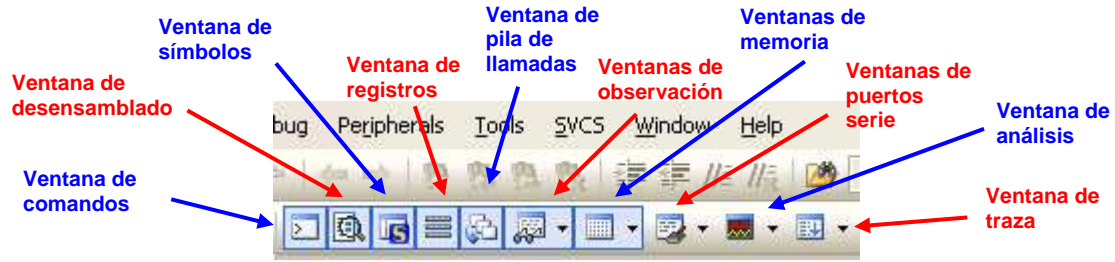 Ventana de
símbolos
Ventana de
pila de
llamadas
Ventanas de
memoria
Ventana de
desensamblado
Ventana de
registros
Ventanas de
observación
Ventanas de
puertos
serie
Ventana de
análisis
bug Peripherals Tools SVCS Window Help
Ventana de
comandos
Ventana de
traza